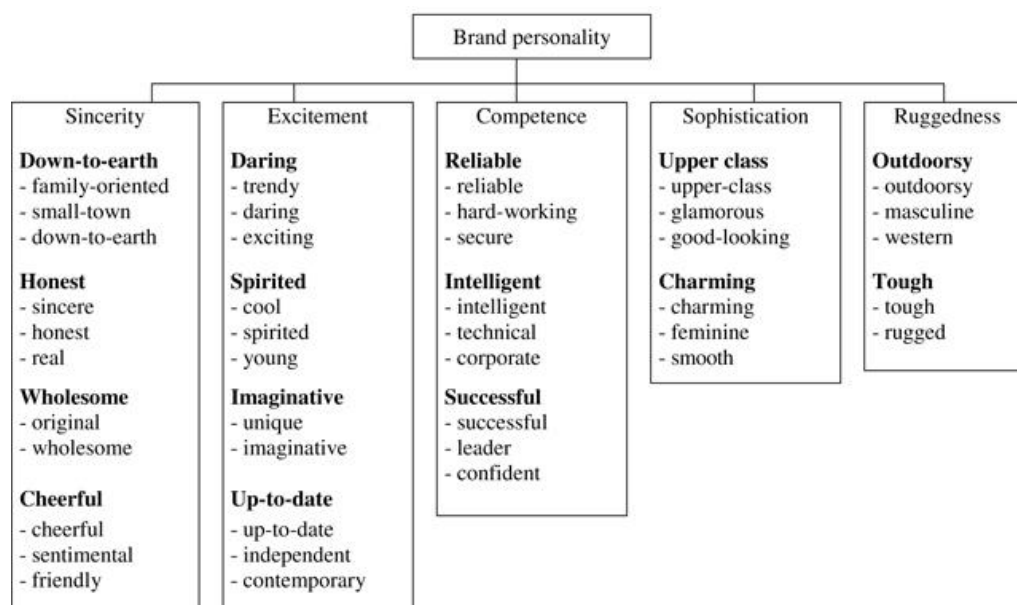 Brand personality
Sincerity
Down-to-earth
- family-oriented
- small-town
- down-to-earth
Honest
- sincere
- honest
- real
Wholesome
- original
- wholesome
Cheerful
- cheerful
- sentimental
- friendly
Excitement
Daring
- trendy
- daring
- exciting
Spirited
- cool
- spirited
- young
Imaginative
- unique
- imaginative
Up-to-date
- up-to-date
- independent
- contemporary
Competence
Reliable
- reliable
- hard-working
- secure
Intelligent
- intelligent
- technical
- corporate
Successful
- successful
- leader
- confident
Sophistication
Upper class
- upper-class
- glamorous
- good-looking
Charming
- charming
- feminine
- smooth
Ruggedness
Outdoorsy
- outdoorsy
- masculine
- western
Tough
- tough
- rugged